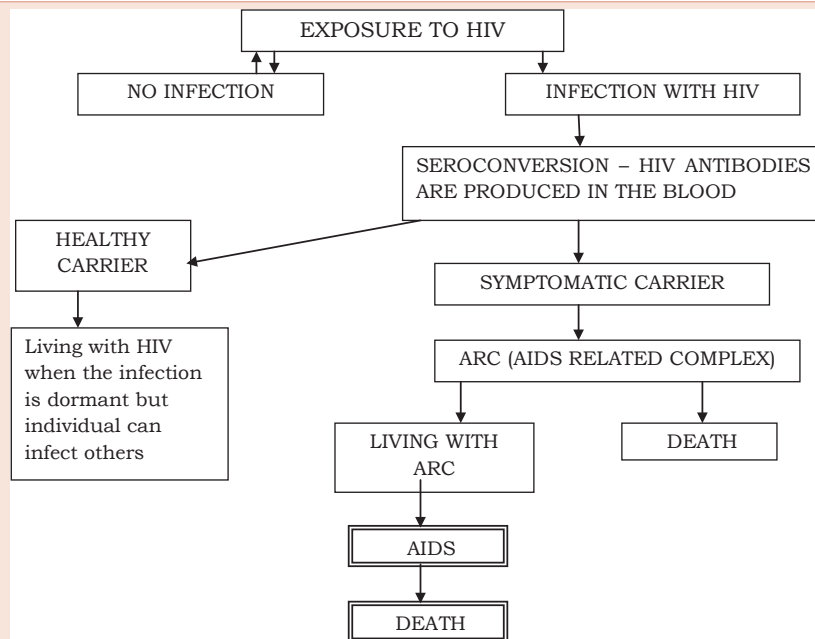 EXPOSURE TO HIV
NO INFECTION
INFECTION WITH HIV
SEROCONVERSION – HIV ANTIBODIES
ARE PRODUCED IN THE BLOOD
HEALTHY
CARRIER
SYMPTOMATIC CARRIER
Living with HIV
when the infection
is dormant but
individual can
infect others
ARC (AIDS RELATED COMPLEX)
LIVING WITH
ARC
DEATH
AIDS
DEATH